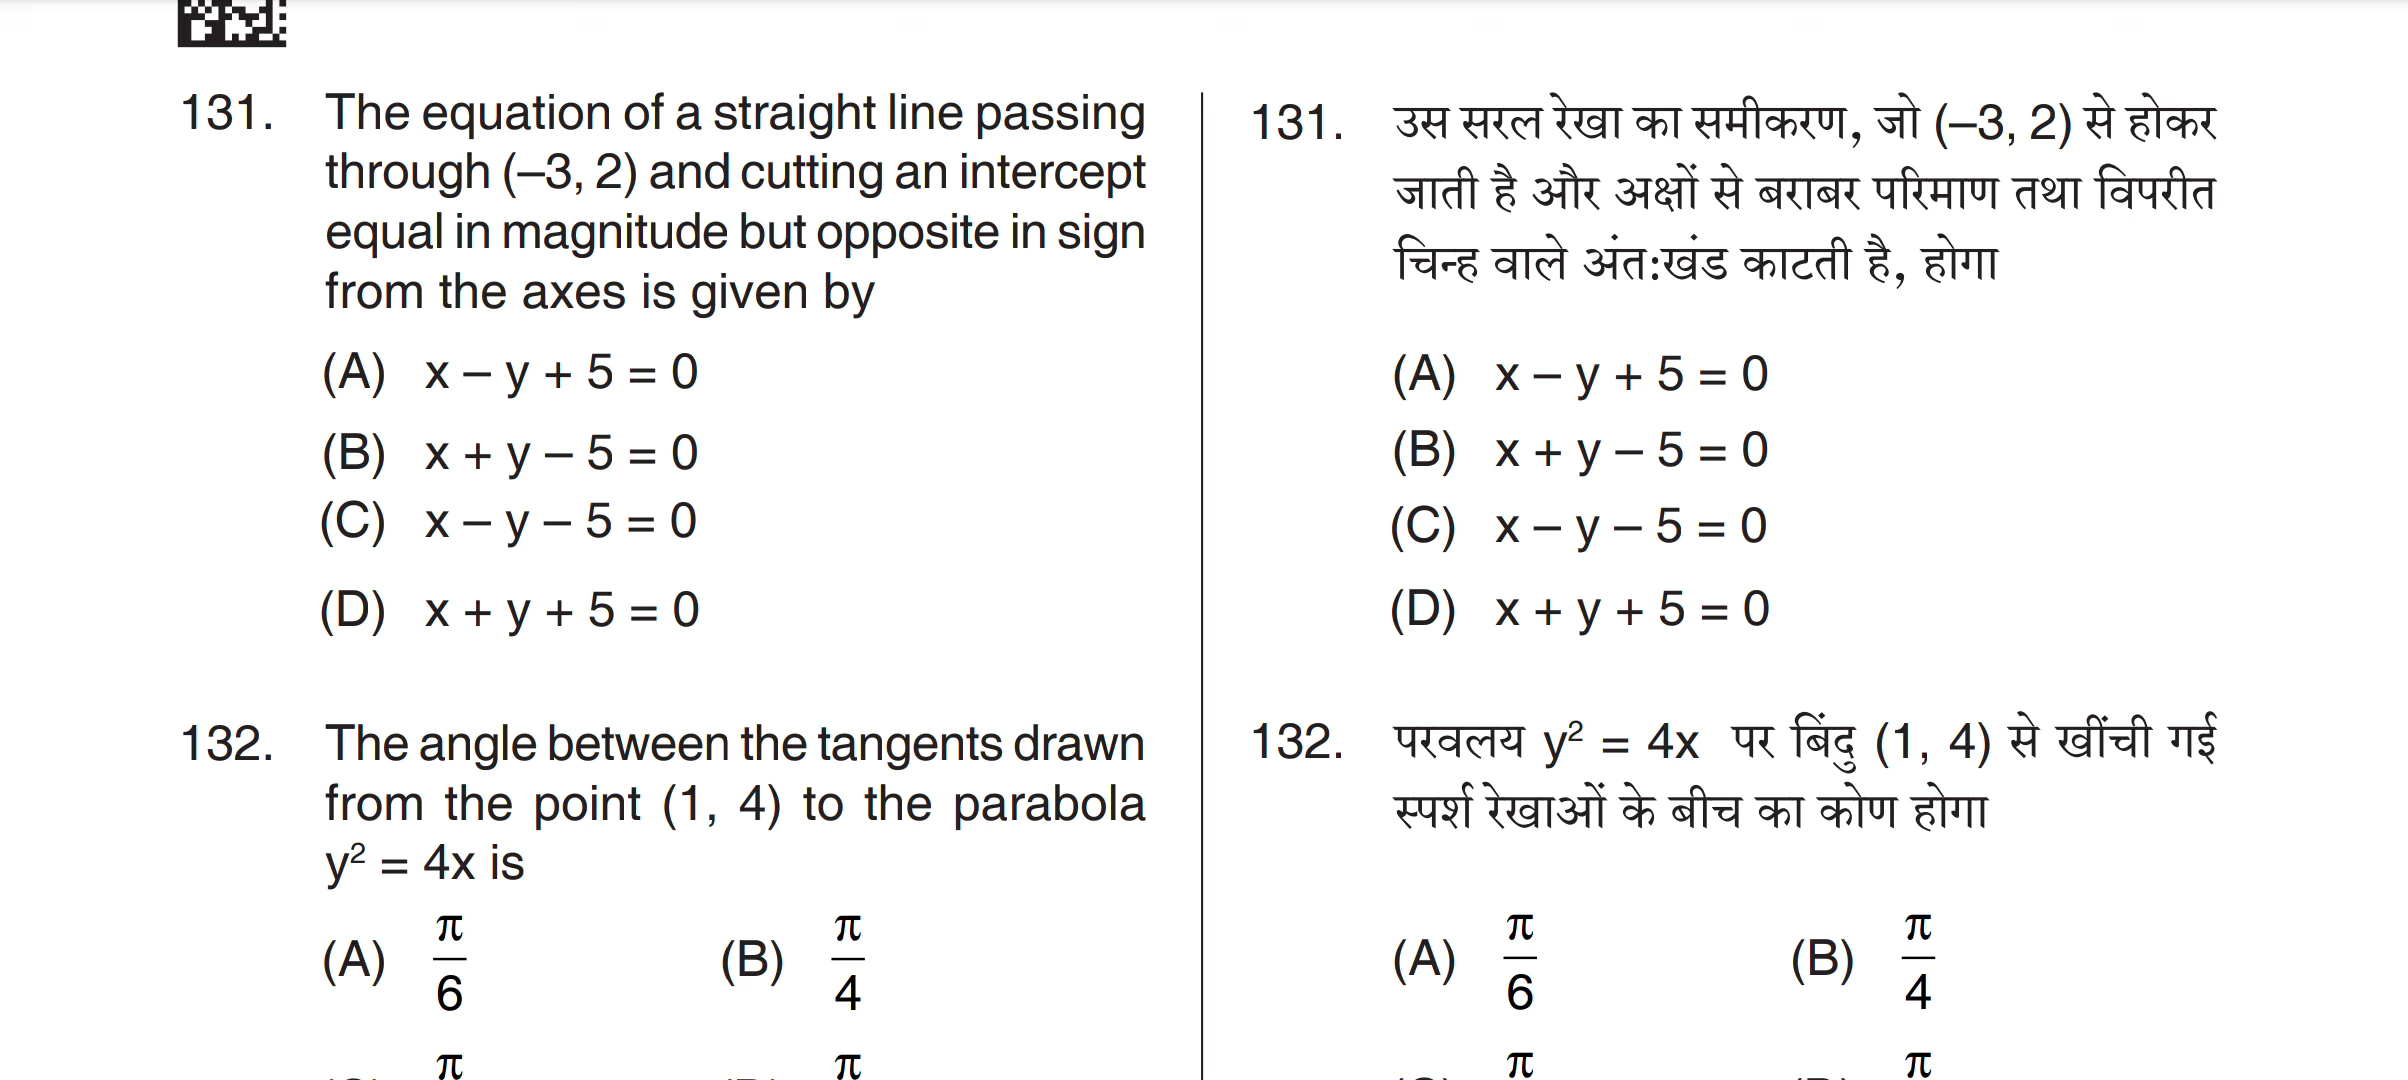 131. The equation of a straight line passing
through (–3, 2) and cutting an intercept
equal in magnitude but opposite in sign
from the axes is given by
(A) x – y + 5 = 0
(B) x + y – 5 = 0
(C) x – y – 5 = 0
(D) x + y + 5 = 0
132. The angle between the tangents drawn
from the point (1, 4) to the parabola
y² = 4x is
(A) π/6 (B) π/4
π π
131. उस सरल रेखा का समीकरण, जो (–3, 2) से होकर
जाती है और अक्षों से बराबर परिमाण तथा विपरीत
चिन्ह वाले अंत:खंड काटती है, होगा
(A) x – y + 5 = 0
(B) x + y – 5 = 0
(C) x – y – 5 = 0
(D) x + y + 5 = 0
132. परवलय y² = 4x पर बिंदु (1, 4) से खींची गई
स्पर्श रेखाओं के बीच का कोण होगा
(A) π/6 (B) π/4
π π